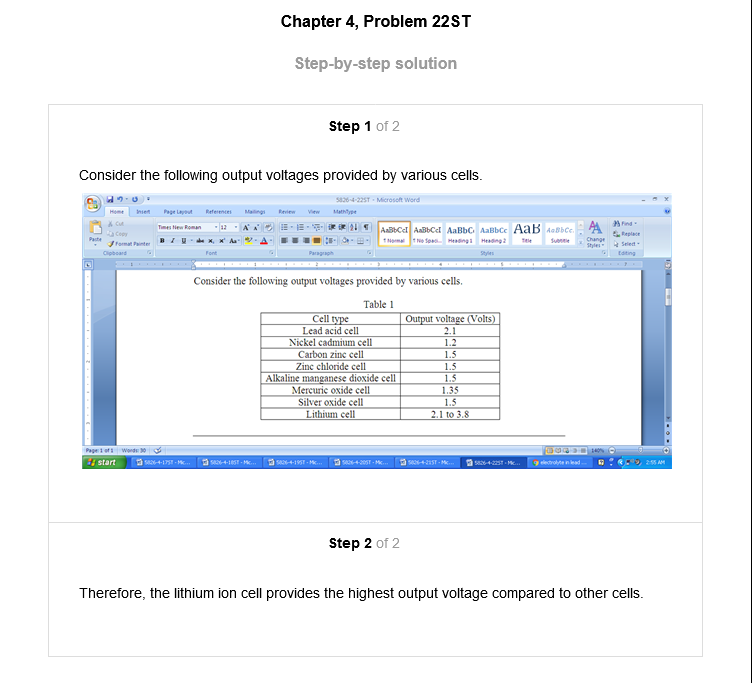 Chapter 4, Problem 22ST
Step-by-step solution
Step 1 of 2
Consider the following output voltages provided by various cells.
5826-4-22ST - Microsoft Word
Home Insert Page Layout References Mailings Review View MathType
Paste
Cut
Copy
Format Painter
Clipboard
Times New Roman 12
Font
Paragraph
AaBbCcI AaBbCcI AaBbC AaBbCc AaB AaBbCc
¶ Normal ¶ No Spaci... Heading 1 Heading 2 Title Subtitle
Change Styles
Styles
Find
Replace
Select
Editing
Consider the following output voltages provided by various cells.
Table 1
Cell type Output voltage (Volts)
Lead acid cell 2.1
Nickel cadmium cell 1.2
Carbon zinc cell 1.5
Zinc chloride cell 1.5
Alkaline manganese dioxide cell 1.5
Mercuric oxide cell 1.35
Silver oxide cell 1.5
Lithium cell 2.1 to 3.8
Page: 1 of 1 Words: 30 140%
start 5826-4-17ST - Mic... 5826-4-18ST - Mic... 5826-4-19ST - Mic... 5826-4-20ST - Mic... 5826-4-21ST - Mic... 5826-4-22ST - Mic... electrolyte in lead ... 2:55 AM
Step 2 of 2
Therefore, the lithium ion cell provides the highest output voltage compared to other cells.